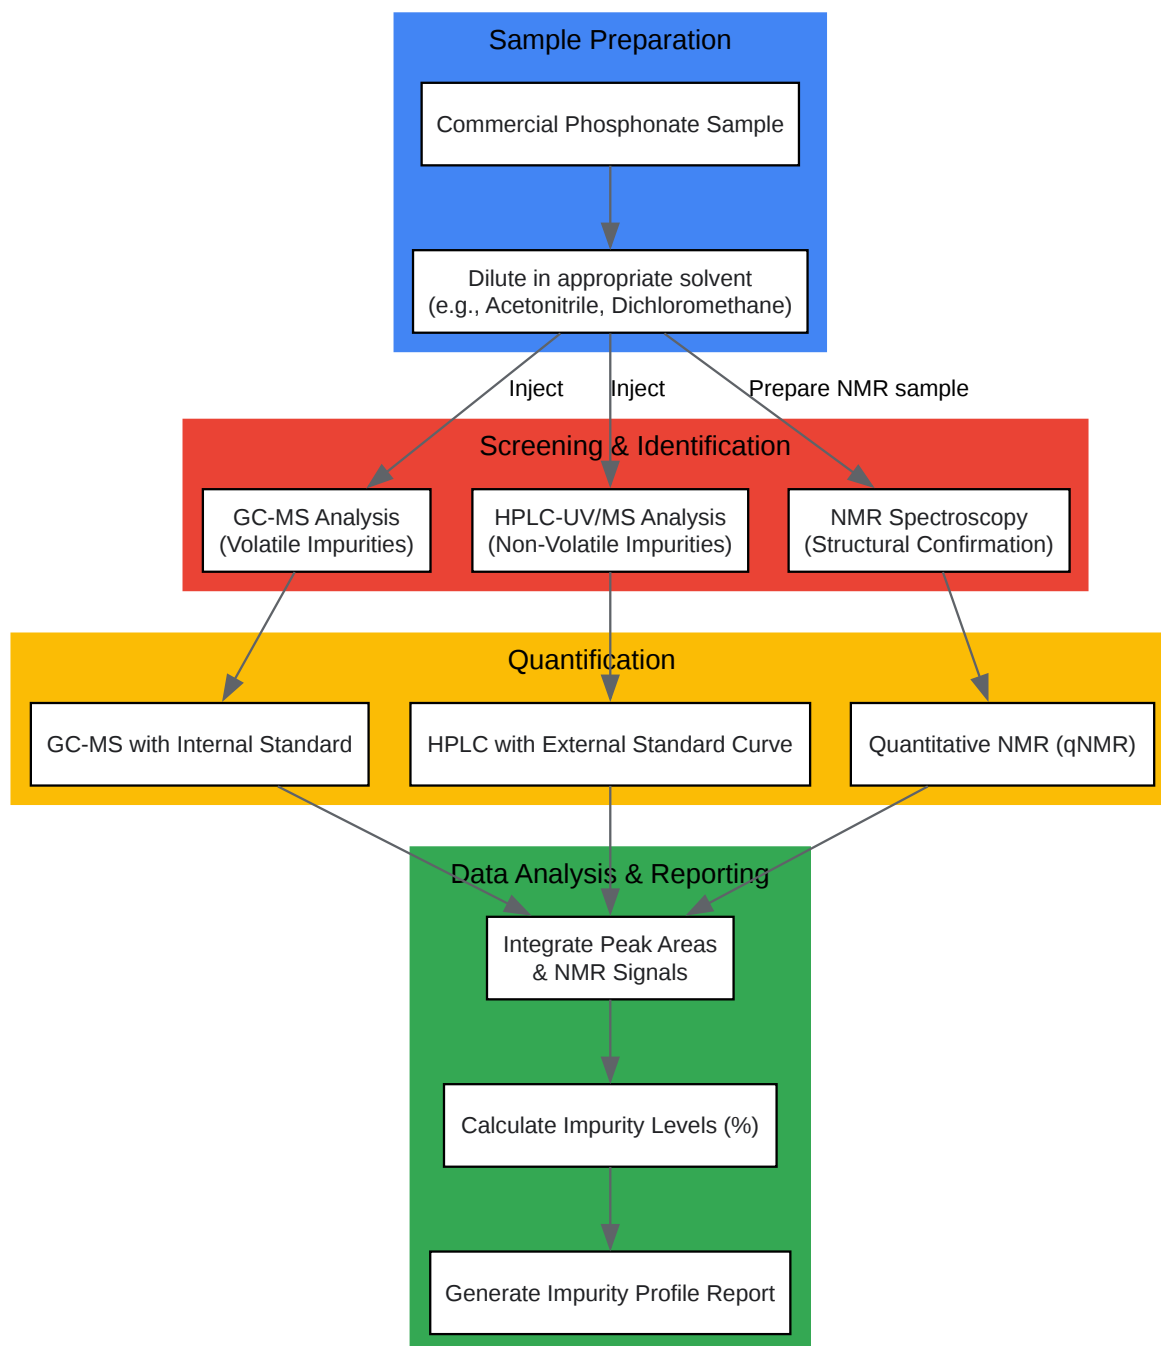 Sample Preparation
Commercial Phosphonate Sample
Dilute in appropriate solvent
(e.g., Acetonitrile, Dichloromethane)
Inject
Inject
Prepare NMR sample
Screening & Identification
GC-MS Analysis
(Volatile Impurities)
HPLC-UV/MS Analysis
(Non-Volatile Impurities)
NMR Spectroscopy
(Structural Confirmation)
Quantification
GC-MS with Internal Standard
HPLC with External Standard Curve
Quantitative NMR (qNMR)
Data Analysis & Reporting
Integrate Peak Areas
& NMR Signals
Calculate Impurity Levels (%)
Generate Impurity Profile Report